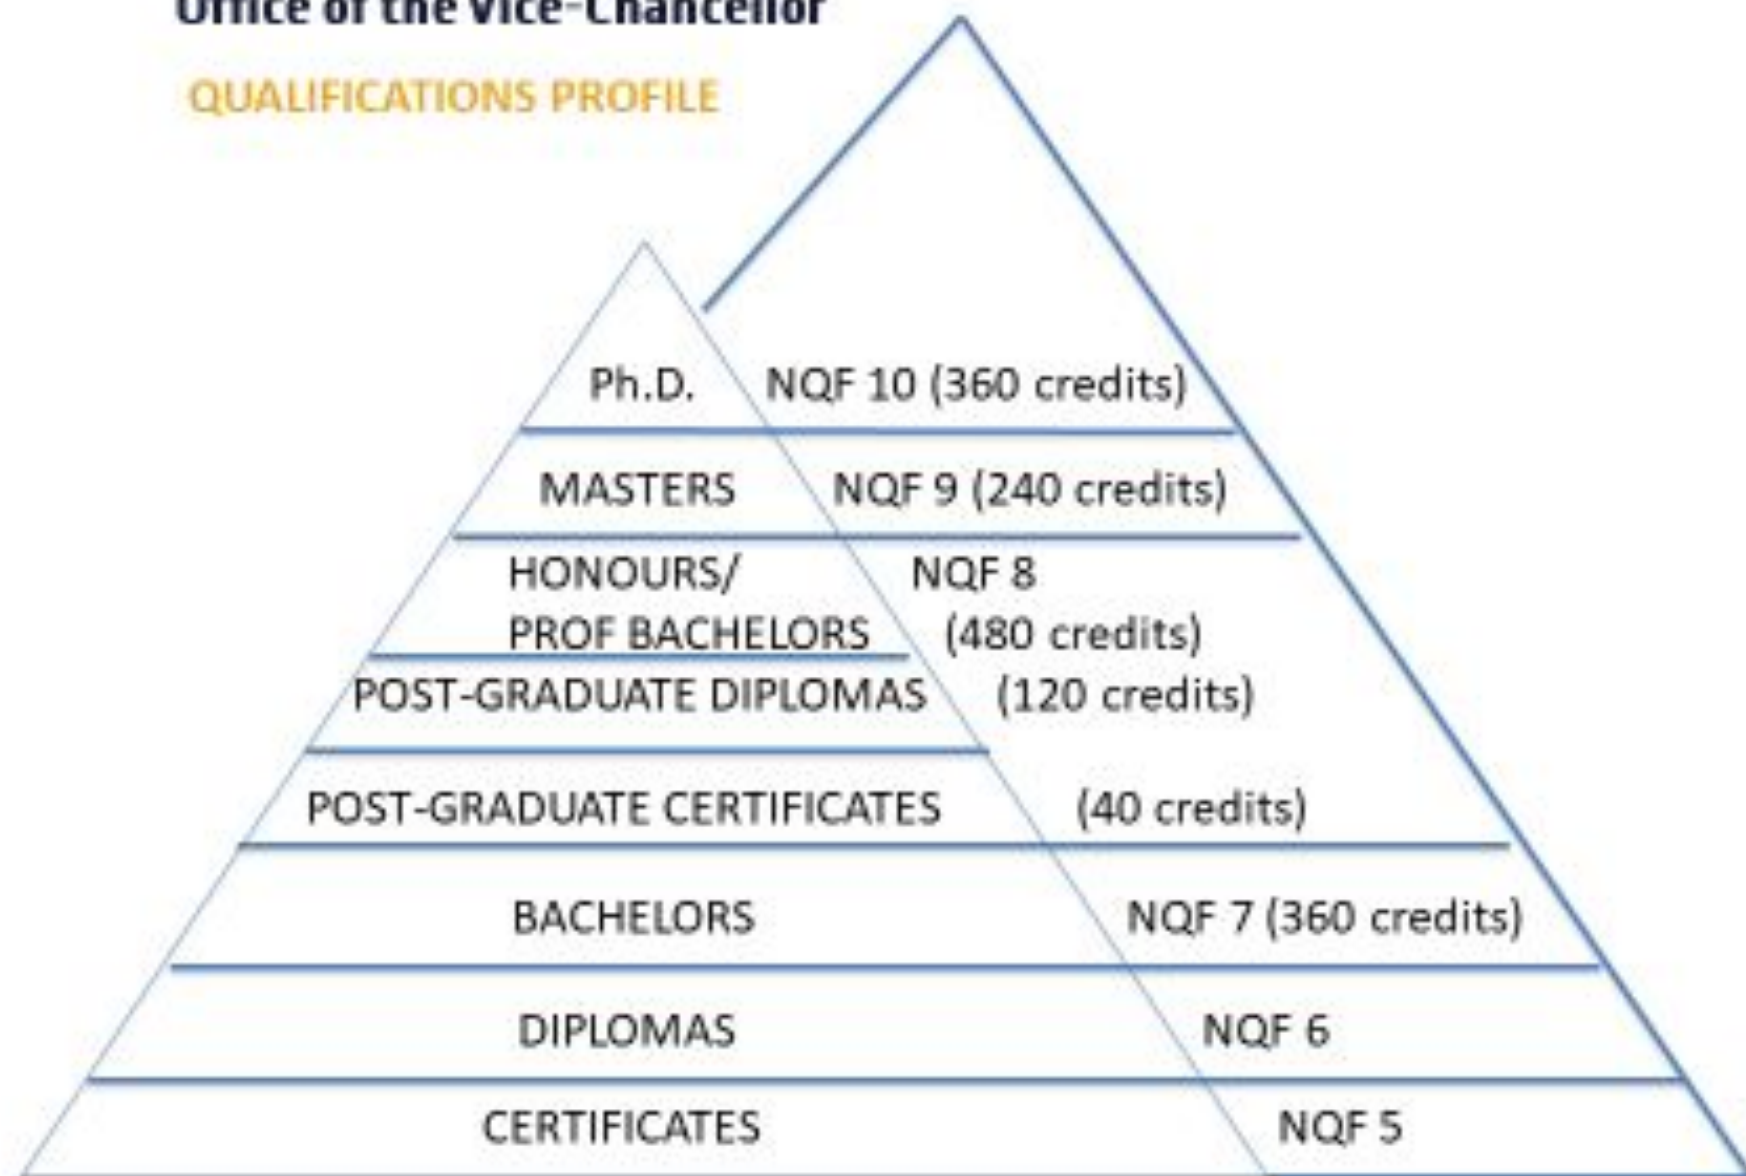 Office of the Vice-Chancellor
QUALIFICATIONS PROFILE
Ph.D. NQF 10 (360 credits)
MASTERS NQF 9 (240 credits)
HONOURS/ NQF 8
PROF BACHELORS (480 credits)
POST-GRADUATE DIPLOMAS (120 credits)
POST-GRADUATE CERTIFICATES (40 credits)
BACHELORS NQF 7 (360 credits)
DIPLOMAS NQF 6
CERTIFICATES NQF 5